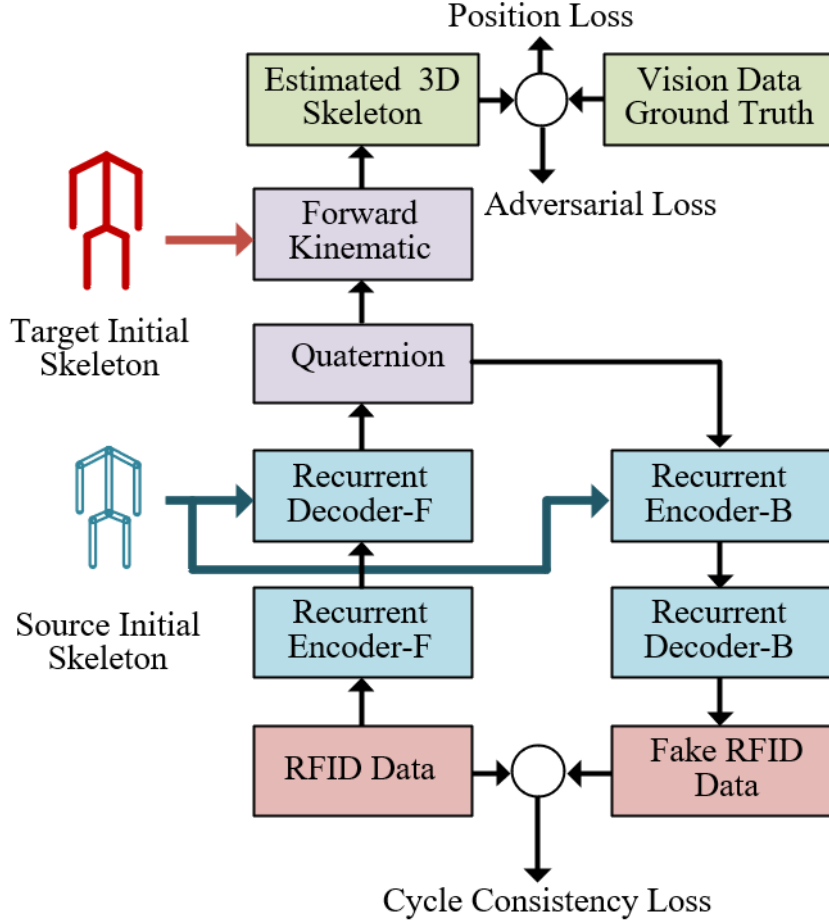 Position Loss
Estimated 3D
Skeleton
Vision Data
Ground Truth
Adversarial Loss
Forward
Kinematic
Target Initial
Skeleton
Quaternion
Recurrent
Decoder-F
Recurrent
Encoder-B
Source Initial
Skeleton
Recurrent
Encoder-F
Recurrent
Decoder-B
RFID Data
Fake RFID
Data
Cycle Consistency Loss